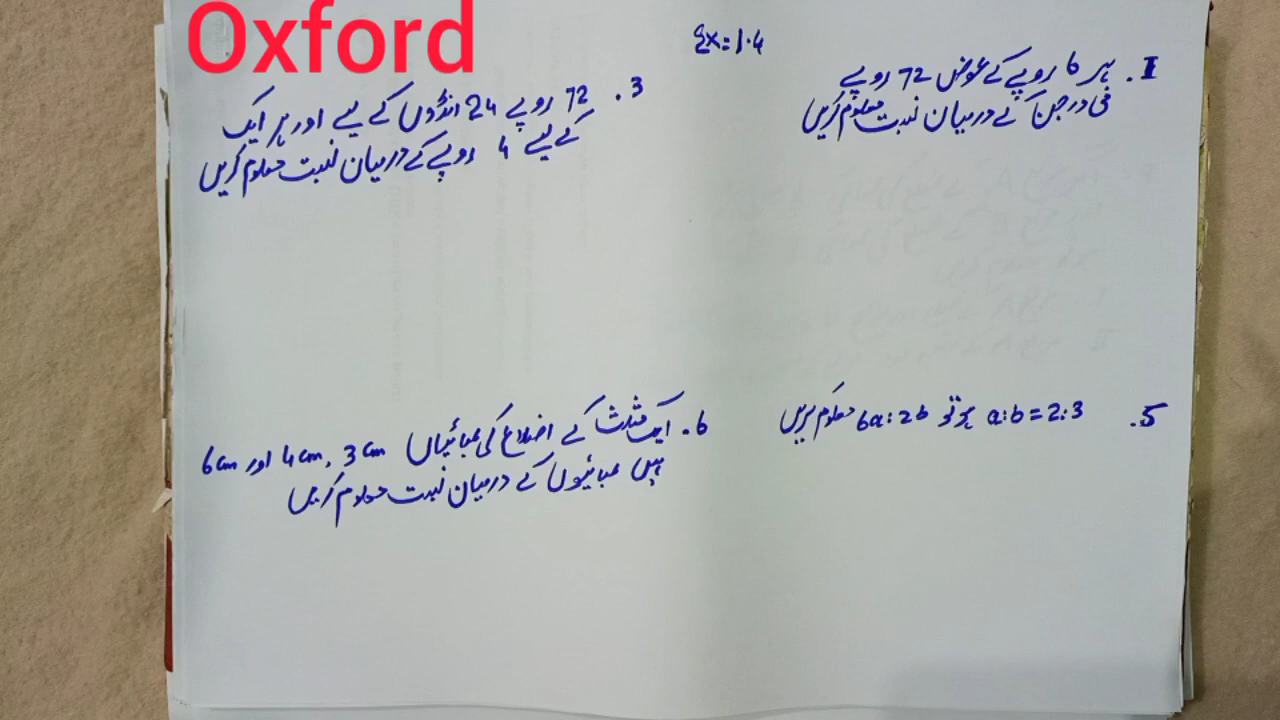 Oxford
Ex=1.4
I. ہر 6 روپے کے عوض 72 روپے
فی درجن کے درمیان نسبت معلوم کریں
3. 72 روپے 24 انڈوں کے لیے اور ہر ایک
کے لیے 4 روپے کے درمیان نسبت معلوم کریں
5. a:b=2:3 ہو تو 6a:2b معلوم کریں
6. ایک مثلث کے اضلاع کی لمبائیاں 3cm, 4cm اور 6cm
ہیں لمبائیوں کے درمیان نسبت معلوم کریں